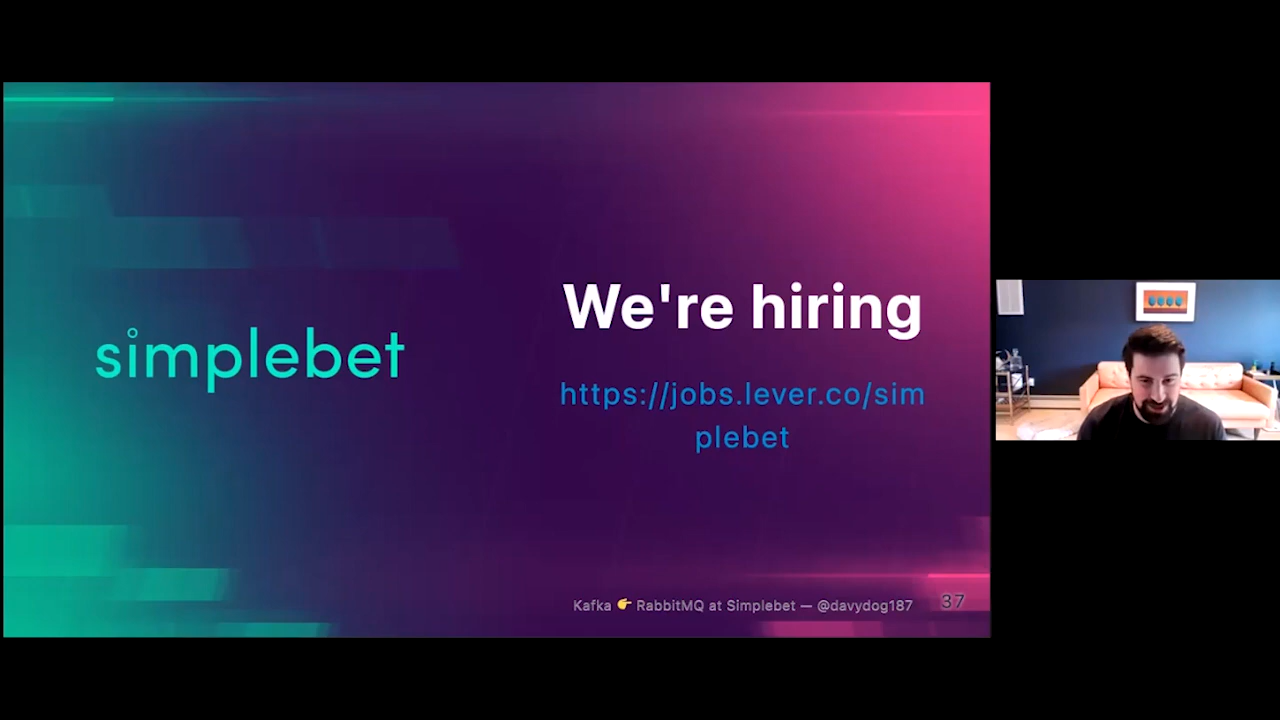 simplebet
We're hiring
https://jobs.lever.co/sim
plebet
Kafka 👉 RabbitMQ at Simplebet — @davydog187
37